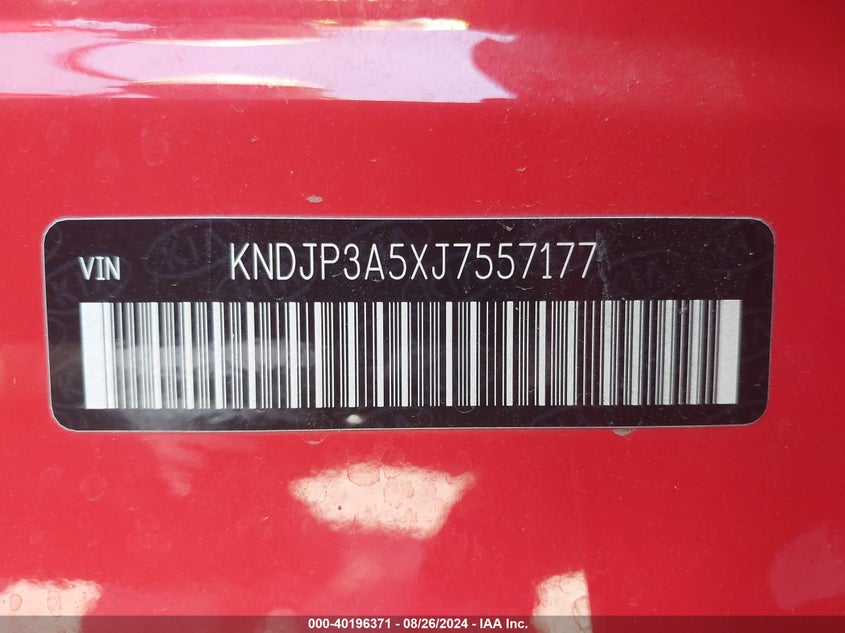 VIN KNDJP3A5XJ7557177
000-40196371 | 08/26/2024 - IAA Inc.